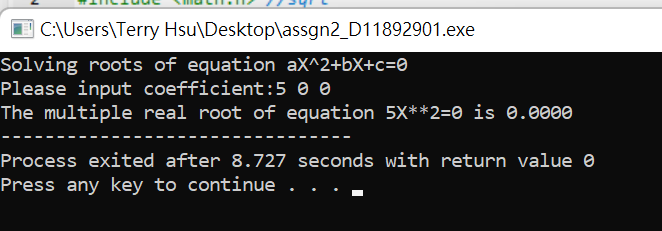 2 #include <math.h> //sqrt
C:\Users\Terry Hsu\Desktop\assgn2_D11892901.exe
Solving roots of equation aX^2+bX+c=0
Please input coefficient:5 0 0
The multiple real root of equation 5X**2=0 is 0.0000
--------------------------------
Process exited after 8.727 seconds with return value 0
Press any key to continue . . .